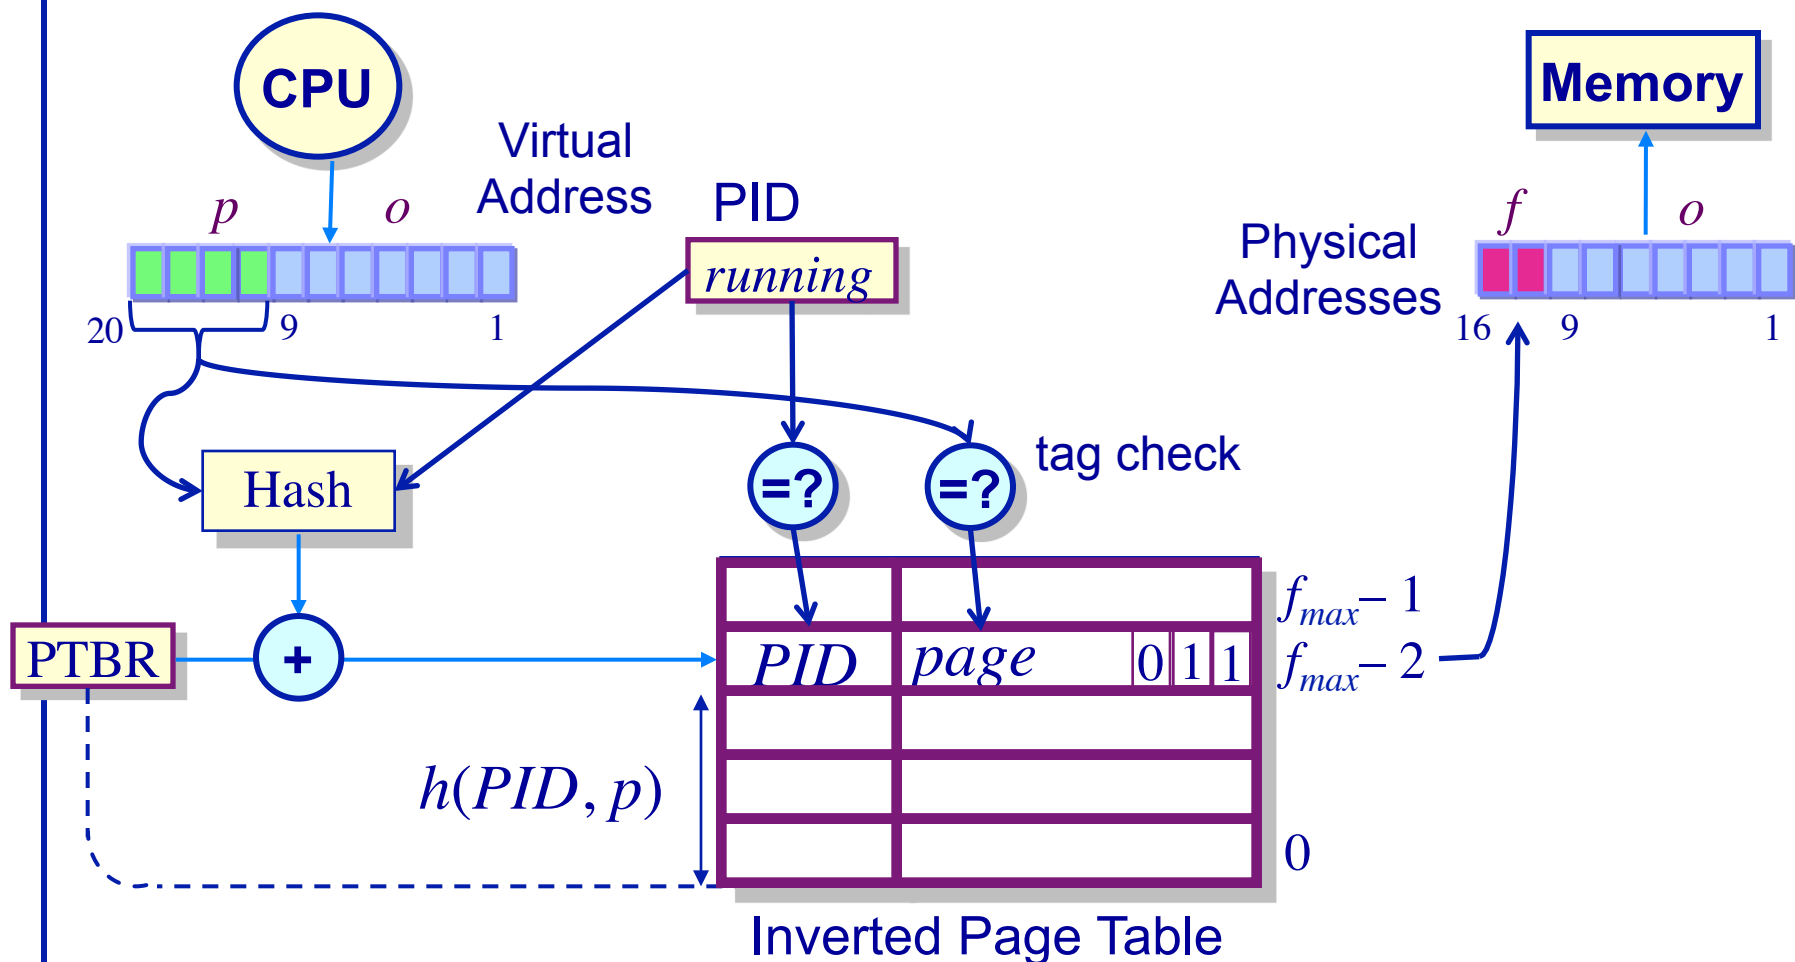 CPU
Memory
Virtual
Address
PID
p o
f o
running
Physical
Addresses
20 9 1
16 9 1
tag check
Hash
=? =?
f_max – 1
PTBR + PID page 0 1 1 f_max – 2
h(PID, p)
0
Inverted Page Table